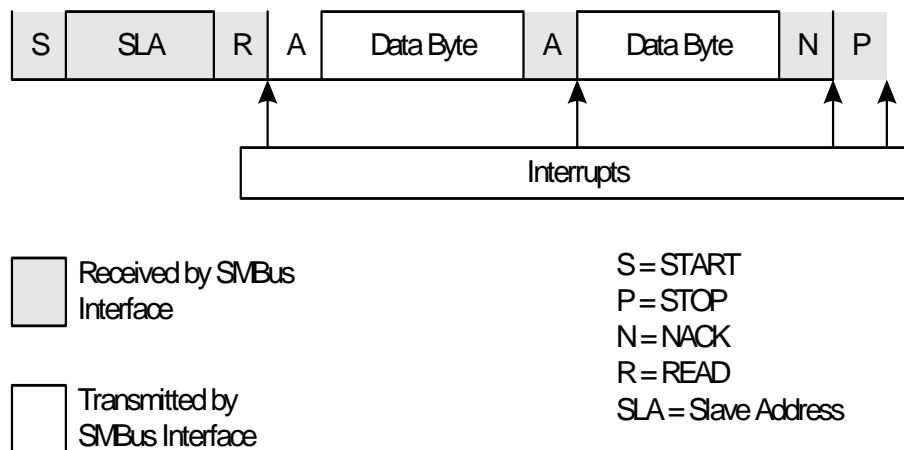 S SLA R A Data Byte A Data Byte N P
Interrupts
Received by SMBus
Interface
Transmitted by
SMBus Interface
S = START
P = STOP
N = NACK
R = READ
SLA = Slave Address